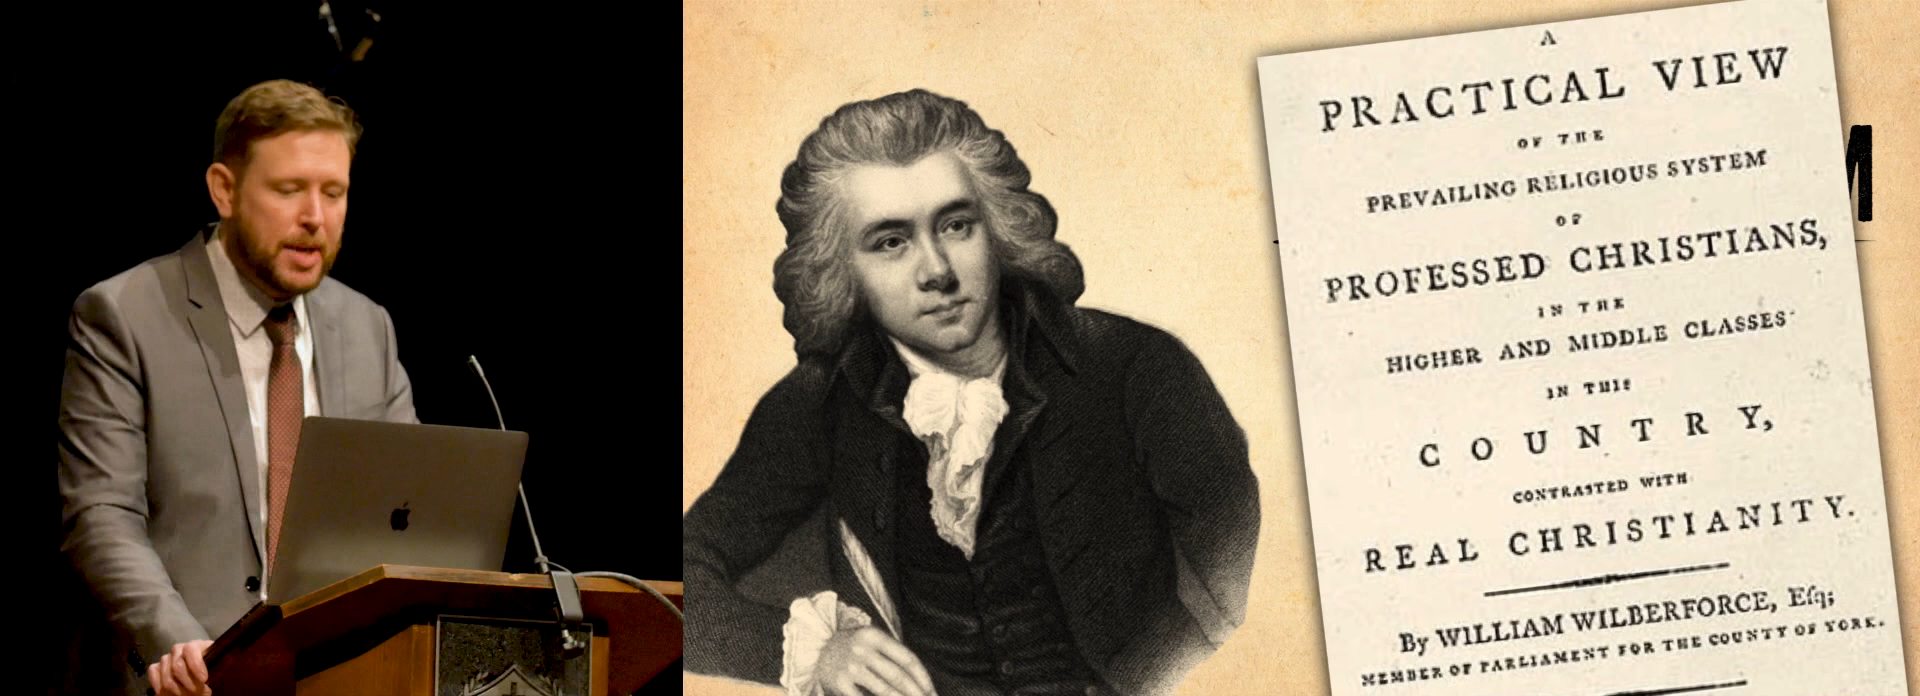 A
PRACTICAL VIEW
OF THE
PREVAILING RELIGIOUS SYSTEM
OF
PROFESSED CHRISTIANS,
IN THE
HIGHER AND MIDDLE CLASSES
IN THIS
COUNTRY,
CONTRASTED WITH
REAL CHRISTIANITY.
By WILLIAM WILBERFORCE, Eſq;
MEMBER OF PARLIAMENT FOR THE COUNTY OF YORK.